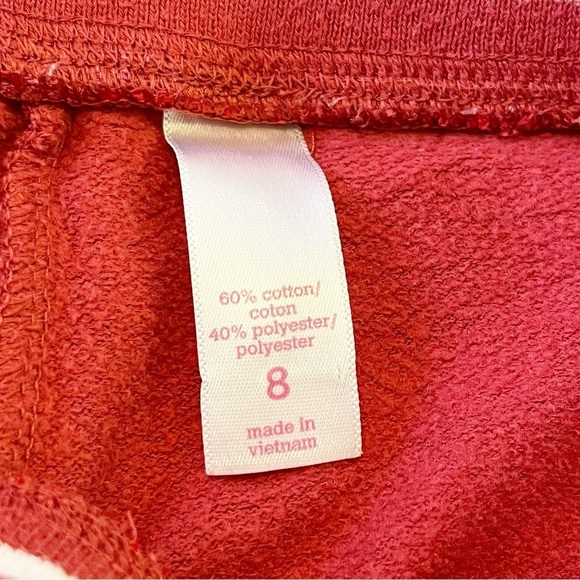 60% cotton/
coton
40% polyester/
polyester
8
made in
vietnam